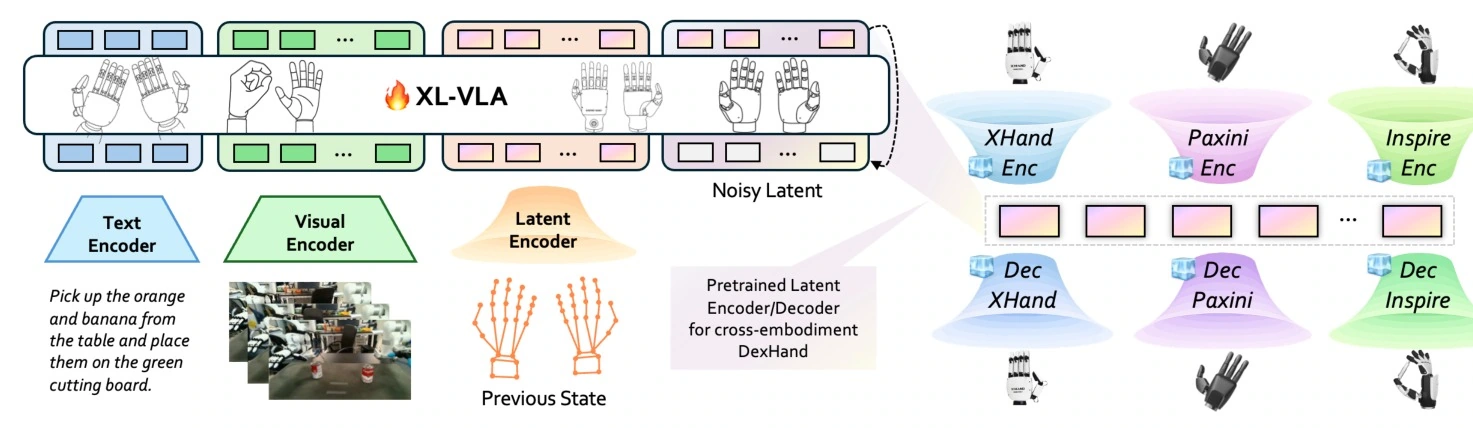 XL-VLA
Noisy Latent
Text
Encoder
Visual
Encoder
Latent
Encoder
Pick up the orange
and banana from
the table and place
them on the green
cutting board.
Previous State
Pretrained Latent
Encoder/Decoder
for cross-embodiment
DexHand
XHand
Enc
Paxini
Enc
Inspire
Enc
...
Dec
XHand
Dec
Paxini
Dec
Inspire